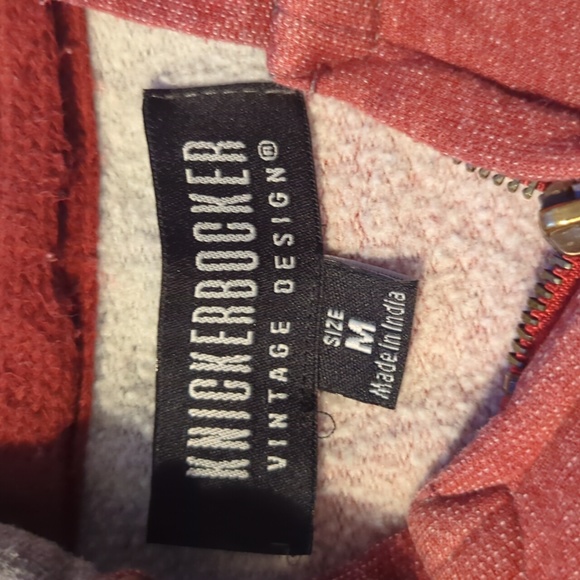 KNICKERBOCKER
VINTAGE DESIGN®
SIZE
M
Made in India